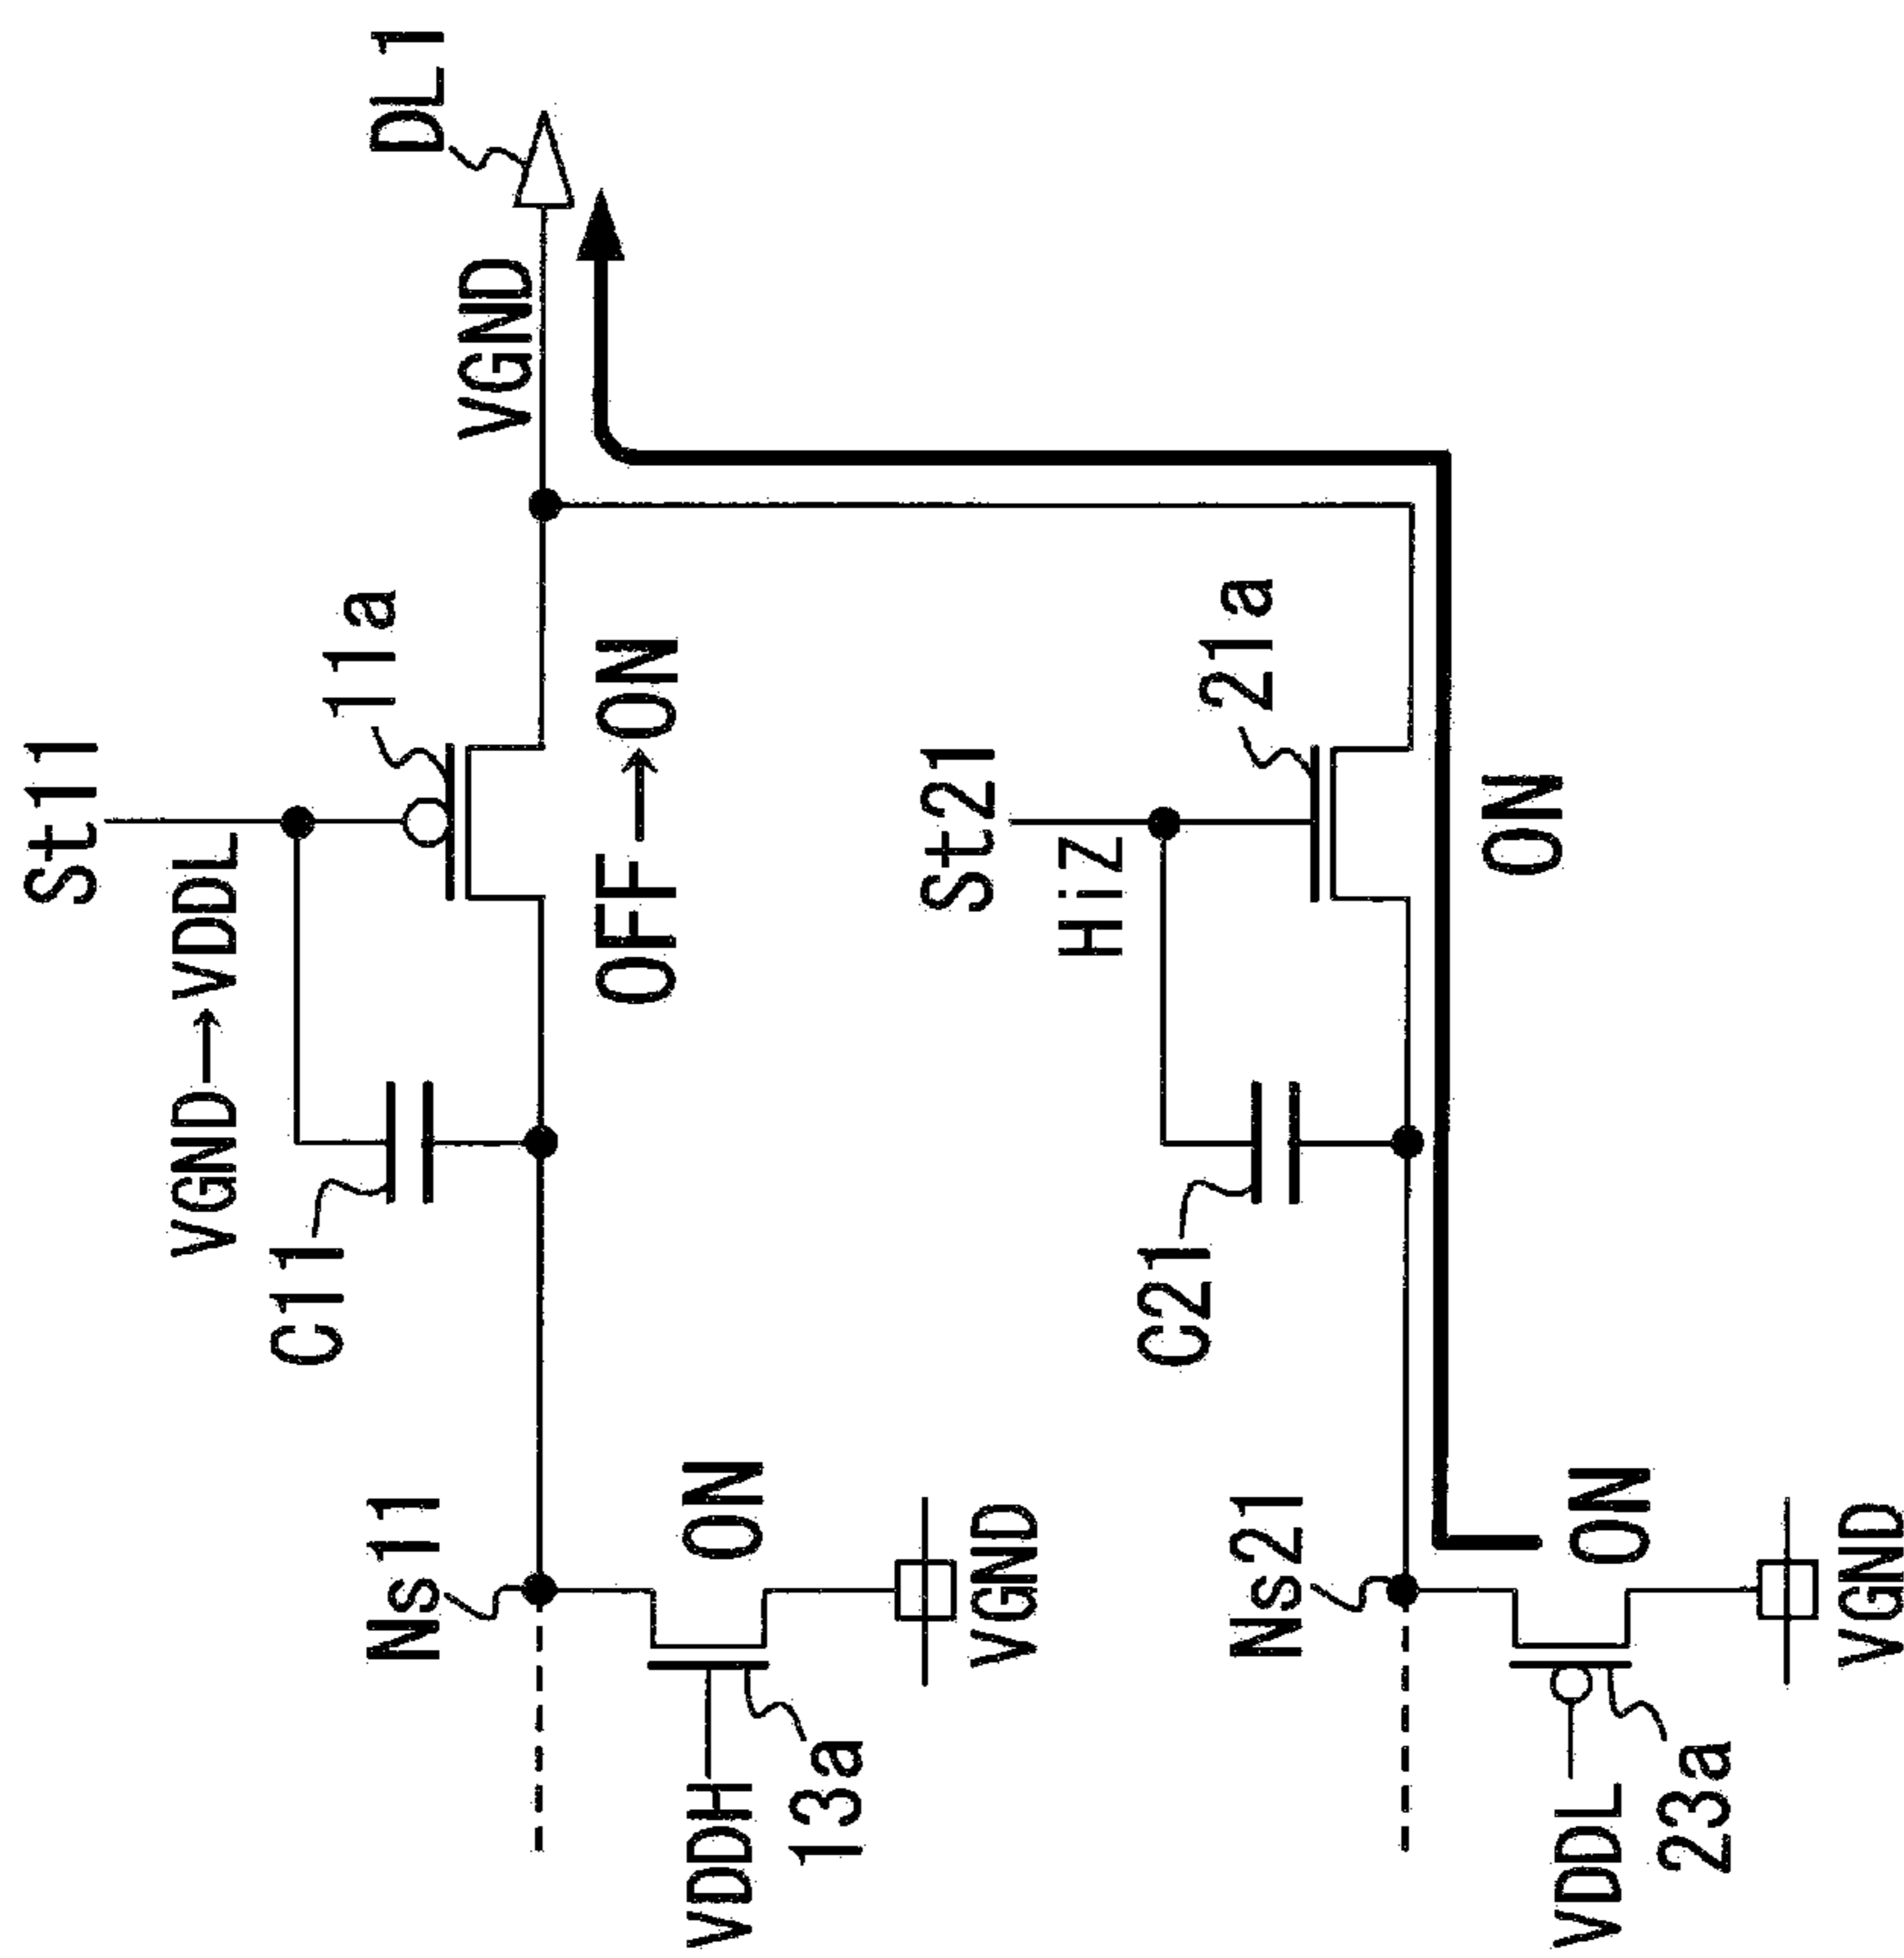 St11
VGND→VDDL
C11
11a
Ns11
DL1
VGND
OFF→ON
VDDH
ON
13a
St21
VGND
HiZ
C21
21a
Ns21
ON
VDDL
ON
23a
VGND